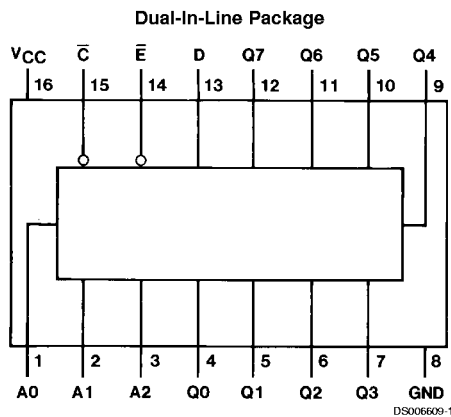 Dual-In-Line Package
VCC C̅ E̅ D Q7 Q6 Q5 Q4
16 15 14 13 12 11 10 9
1 2 3 4 5 6 7 8
A0 A1 A2 Q0 Q1 Q2 Q3 GND
DS006609-1